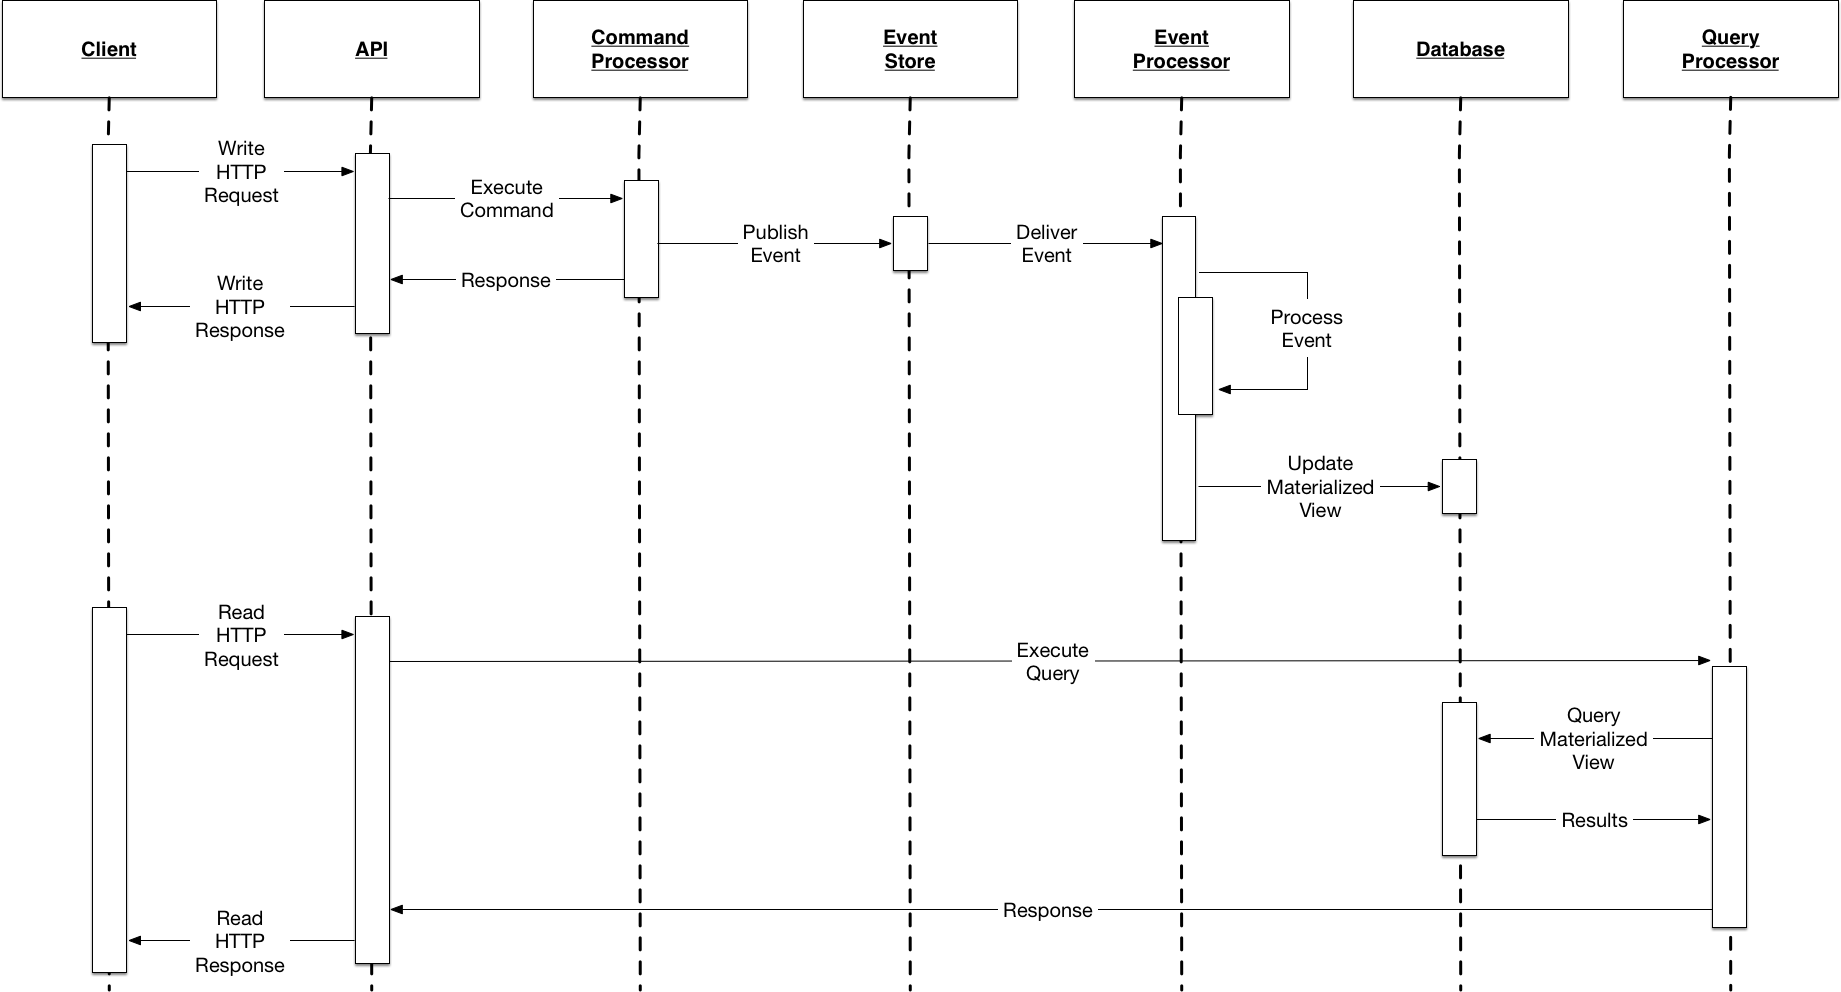 Client
API
Command
Processor
Event
Store
Event
Processor
Database
Query
Processor
Write
HTTP
Request
Execute
Command
Publish
Event
Deliver
Event
Response
Write
HTTP
Response
Process
Event
Update
Materialized
View
Read
HTTP
Request
Execute
Query
Query
Materialized
View
Results
Response
Read
HTTP
Response